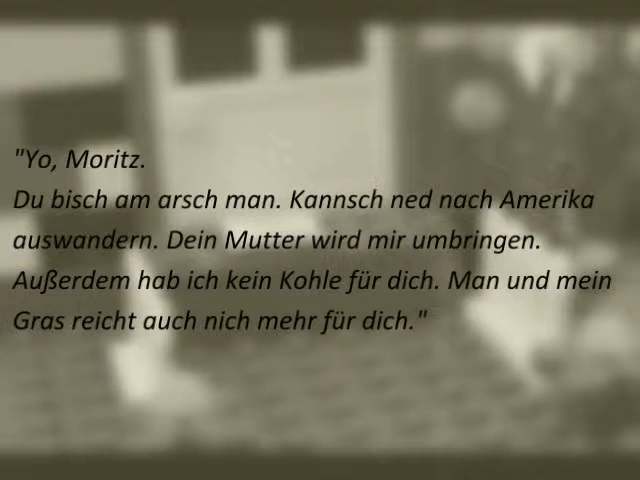 "Yo, Moritz.
Du bisch am arsch man. Kannsch ned nach Amerika
auswandern. Dein Mutter wird mir umbringen.
Außerdem hab ich kein Kohle für dich. Man und mein
Gras reicht auch nich mehr für dich."